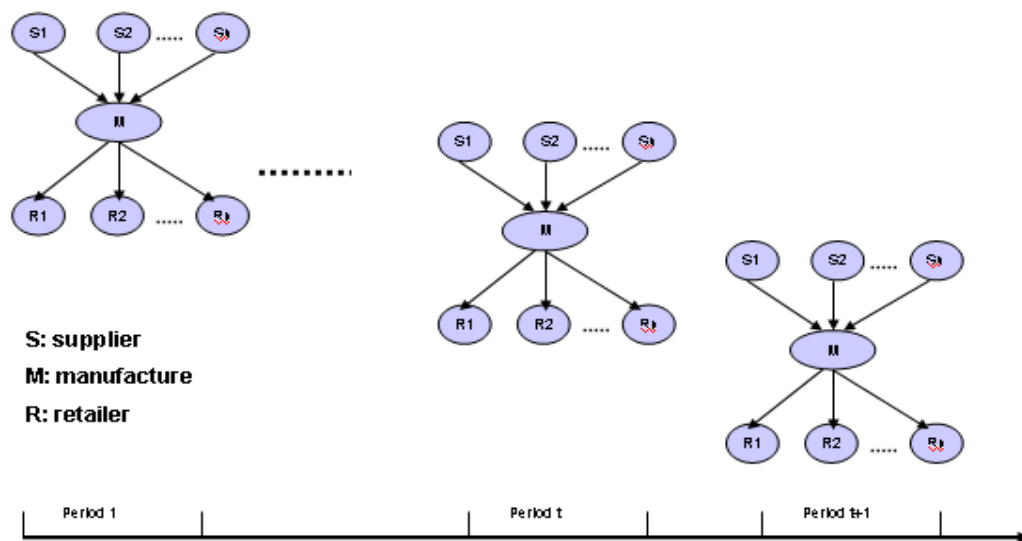 S1 S2 .....
M
R1 R2 .....
S1 S2 .....
M
R1 R2 .....
S1 S2 .....
M
R1 R2 .....
S: supplier
M: manufacture
R: retailer
Period 1
Period t
Period t+1